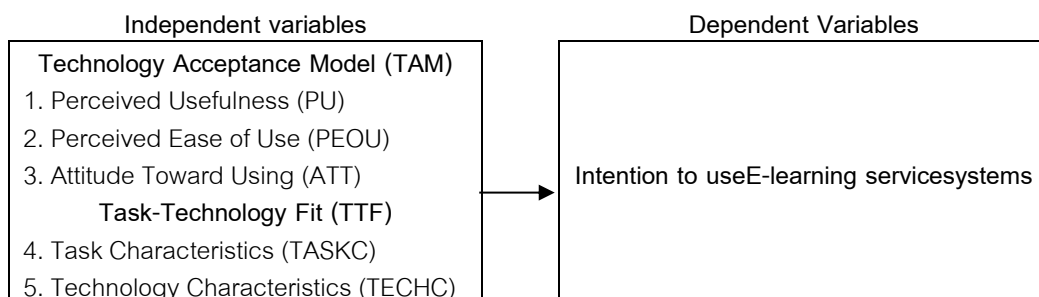 Independent variables
Dependent Variables
Technology Acceptance Model (TAM)
1. Perceived Usefulness (PU)
2. Perceived Ease of Use (PEOU)
3. Attitude Toward Using (ATT)
Task-Technology Fit (TTF)
4. Task Characteristics (TASKC)
5. Technology Characteristics (TECHC)
Intention to useE-learning servicesystems